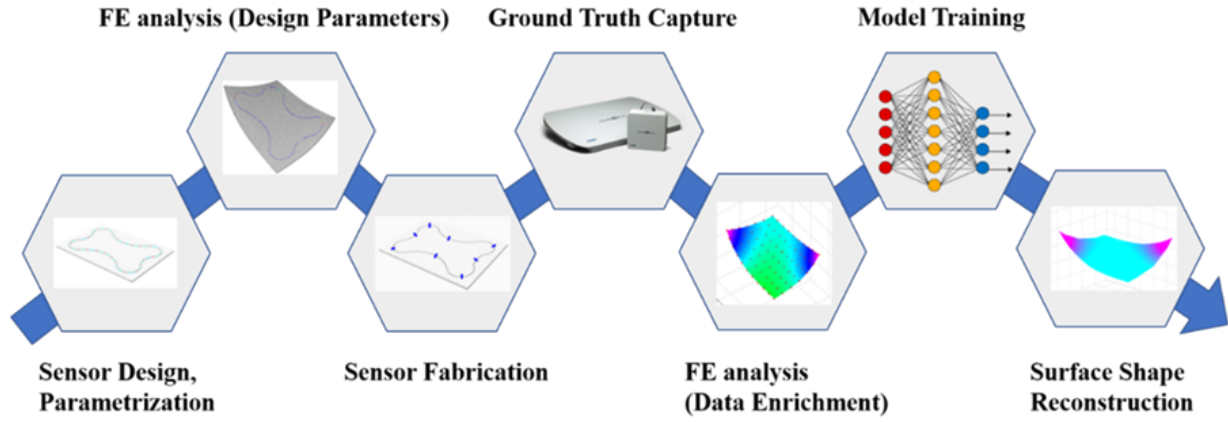 FE analysis (Design Parameters)
Ground Truth Capture
Model Training
Sensor Design,
Parametrization
Sensor Fabrication
FE analysis
(Data Enrichment)
Surface Shape
Reconstruction